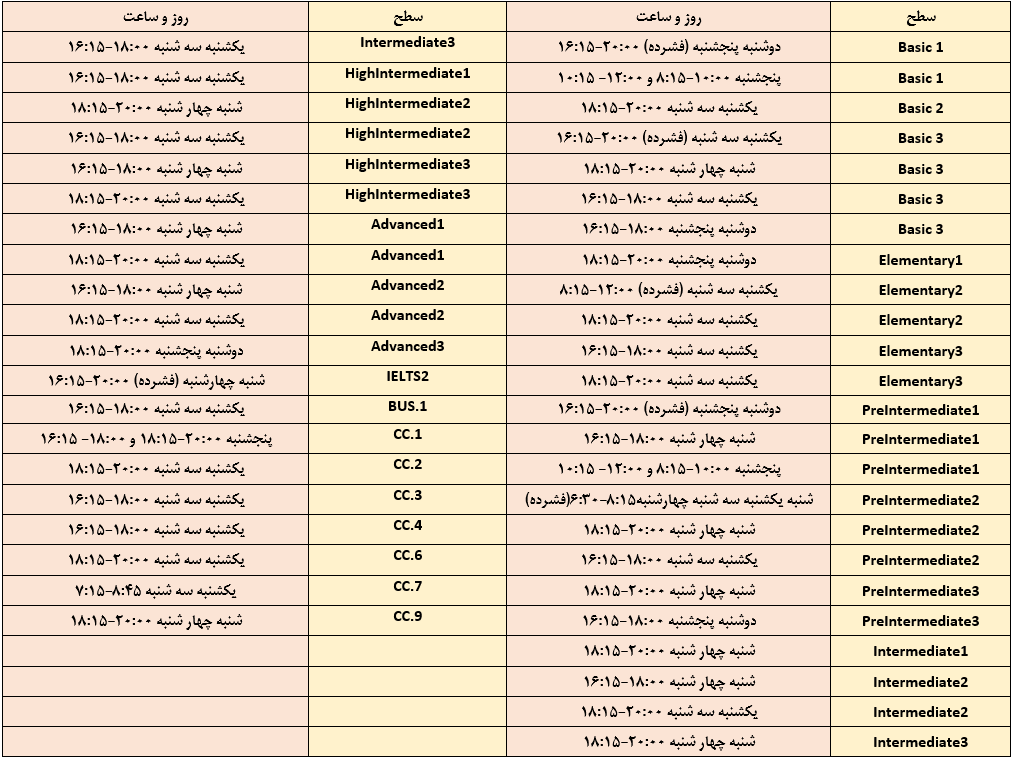 سطح	روز و ساعت	سطح	روز و ساعت
Basic 1	دوشنبه پنجشنبه (فشرده) ۲۰:۰۰-۱۶:۱۵	Intermediate3	یکشنبه سه شنبه ۱۸:۰۰-۱۶:۱۵
Basic 1	پنجشنبه ۱۰:۰۰-۸:۱۵ و ۱۲:۰۰- ۱۰:۱۵	HighIntermediate1	یکشنبه سه شنبه ۱۸:۰۰-۱۶:۱۵
Basic 2	یکشنبه سه شنبه ۲۰:۰۰-۱۸:۱۵	HighIntermediate2	شنبه چهار شنبه ۲۰:۰۰-۱۸:۱۵
Basic 3	یکشنبه سه شنبه (فشرده) ۲۰:۰۰-۱۶:۱۵	HighIntermediate2	یکشنبه سه شنبه ۱۸:۰۰-۱۶:۱۵
Basic 3	شنبه چهار شنبه ۲۰:۰۰-۱۸:۱۵	HighIntermediate3	شنبه چهار شنبه ۱۸:۰۰-۱۶:۱۵
Basic 3	یکشنبه سه شنبه ۱۸:۰۰-۱۶:۱۵	HighIntermediate3	یکشنبه سه شنبه ۲۰:۰۰-۱۸:۱۵
Basic 3	دوشنبه پنجشنبه ۱۸:۰۰-۱۶:۱۵	Advanced1	شنبه چهار شنبه ۱۸:۰۰-۱۶:۱۵
Elementary1	دوشنبه پنجشنبه ۲۰:۰۰-۱۸:۱۵	Advanced1	یکشنبه سه شنبه ۲۰:۰۰-۱۸:۱۵
Elementary2	یکشنبه سه شنبه (فشرده) ۱۲:۰۰-۸:۱۵	Advanced2	شنبه چهار شنبه ۱۸:۰۰-۱۶:۱۵
Elementary2	یکشنبه سه شنبه ۲۰:۰۰-۱۸:۱۵	Advanced2	یکشنبه سه شنبه ۲۰:۰۰-۱۸:۱۵
Elementary3	یکشنبه سه شنبه ۱۸:۰۰-۱۶:۱۵	Advanced3	دوشنبه پنجشنبه ۲۰:۰۰-۱۸:۱۵
Elementary3	یکشنبه سه شنبه ۲۰:۰۰-۱۸:۱۵	IELTS2	شنبه چهارشنبه (فشرده) ۲۰:۰۰-۱۶:۱۵
PreIntermediate1	دوشنبه پنجشنبه (فشرده) ۲۰:۰۰-۱۶:۱۵	BUS.1	یکشنبه سه شنبه ۱۸:۰۰-۱۶:۱۵
PreIntermediate1	شنبه چهار شنبه ۱۸:۰۰-۱۶:۱۵	CC.1	پنجشنبه ۲۰:۰۰-۱۸:۱۵ و ۱۸:۰۰- ۱۶:۱۵
PreIntermediate1	پنجشنبه ۱۰:۰۰-۸:۱۵ و ۱۲:۰۰- ۱۰:۱۵	CC.2	یکشنبه سه شنبه ۲۰:۰۰-۱۸:۱۵
PreIntermediate2	شنبه یکشنبه سه شنبه چهارشنبه۸:۱۵-۶:۳۰(فشرده)	CC.3	یکشنبه سه شنبه ۱۸:۰۰-۱۶:۱۵
PreIntermediate2	شنبه چهار شنبه ۲۰:۰۰-۱۸:۱۵	CC.4	یکشنبه سه شنبه ۱۸:۰۰-۱۶:۱۵
PreIntermediate2	یکشنبه سه شنبه ۱۸:۰۰-۱۶:۱۵	CC.6	یکشنبه سه شنبه ۲۰:۰۰-۱۸:۱۵
PreIntermediate3	شنبه چهار شنبه ۲۰:۰۰-۱۸:۱۵	CC.7	یکشنبه سه شنبه ۸:۴۵-۷:۱۵
PreIntermediate3	دوشنبه پنجشنبه ۱۸:۰۰-۱۶:۱۵	CC.9	شنبه چهار شنبه ۲۰:۰۰-۱۸:۱۵
Intermediate1	شنبه چهار شنبه ۲۰:۰۰-۱۸:۱۵
Intermediate2	شنبه چهار شنبه ۱۸:۰۰-۱۶:۱۵
Intermediate2	یکشنبه سه شنبه ۲۰:۰۰-۱۸:۱۵
Intermediate3	شنبه چهار شنبه ۲۰:۰۰-۱۸:۱۵